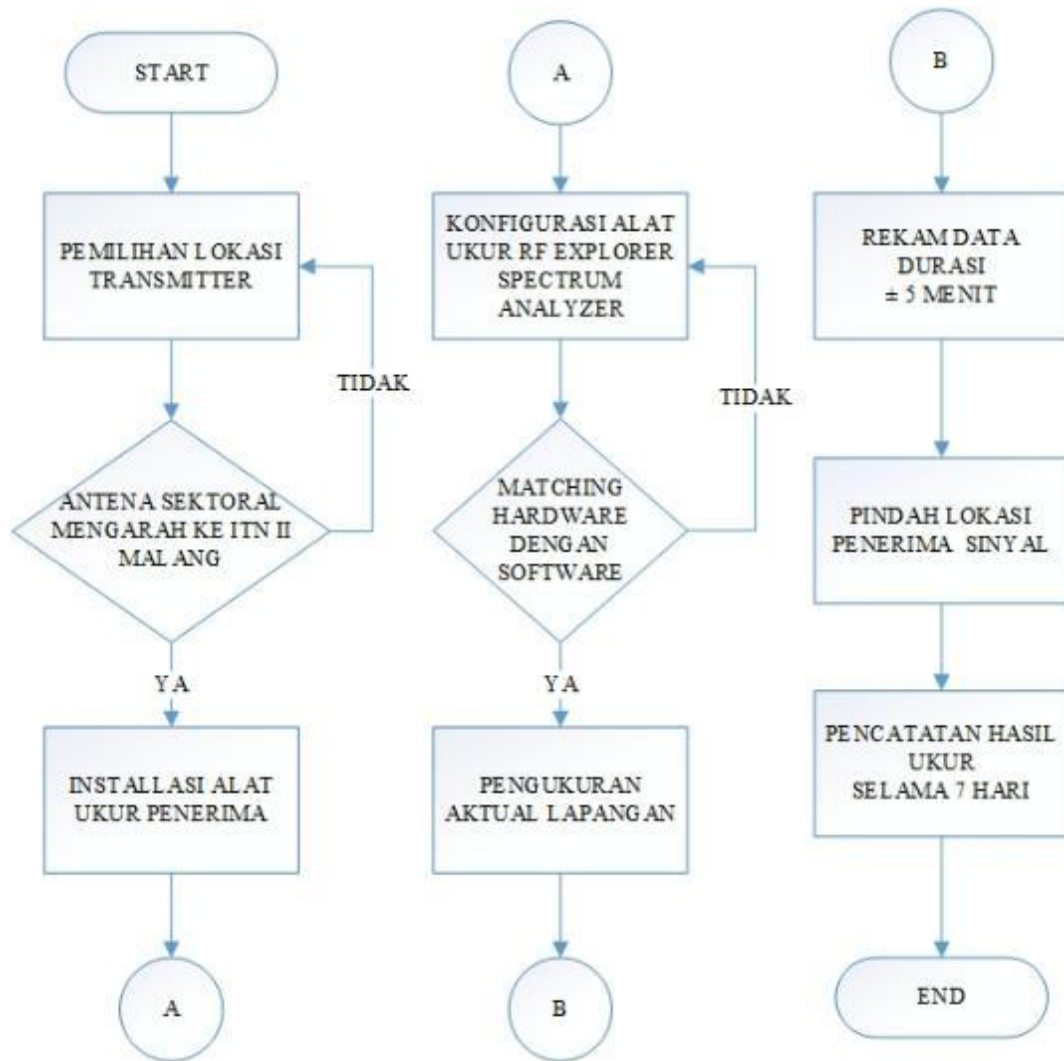 START
PEMILIHAN LOKASI
TRANSMITTER
TIDAK
ANTENA SEKTORAL
MENGARAH KE ITN II
MALANG
YA
INSTALLASI ALAT
UKUR PENERIMA
A
A
KONFIGURASI ALAT
UKUR RF EXPLORER
SPECTRUM
ANALYZER
TIDAK
MATCHING
HARDWARE
DENGAN
SOFTWARE
YA
PENGUKURAN
AKTUAL LAPANGAN
B
B
REKAM DATA
DURASI
± 5 MENIT
PINDAH LOKASI
PENERIMA SINYAL
PENCATATAN HASIL
UKUR
SELAMA 7 HARI
END